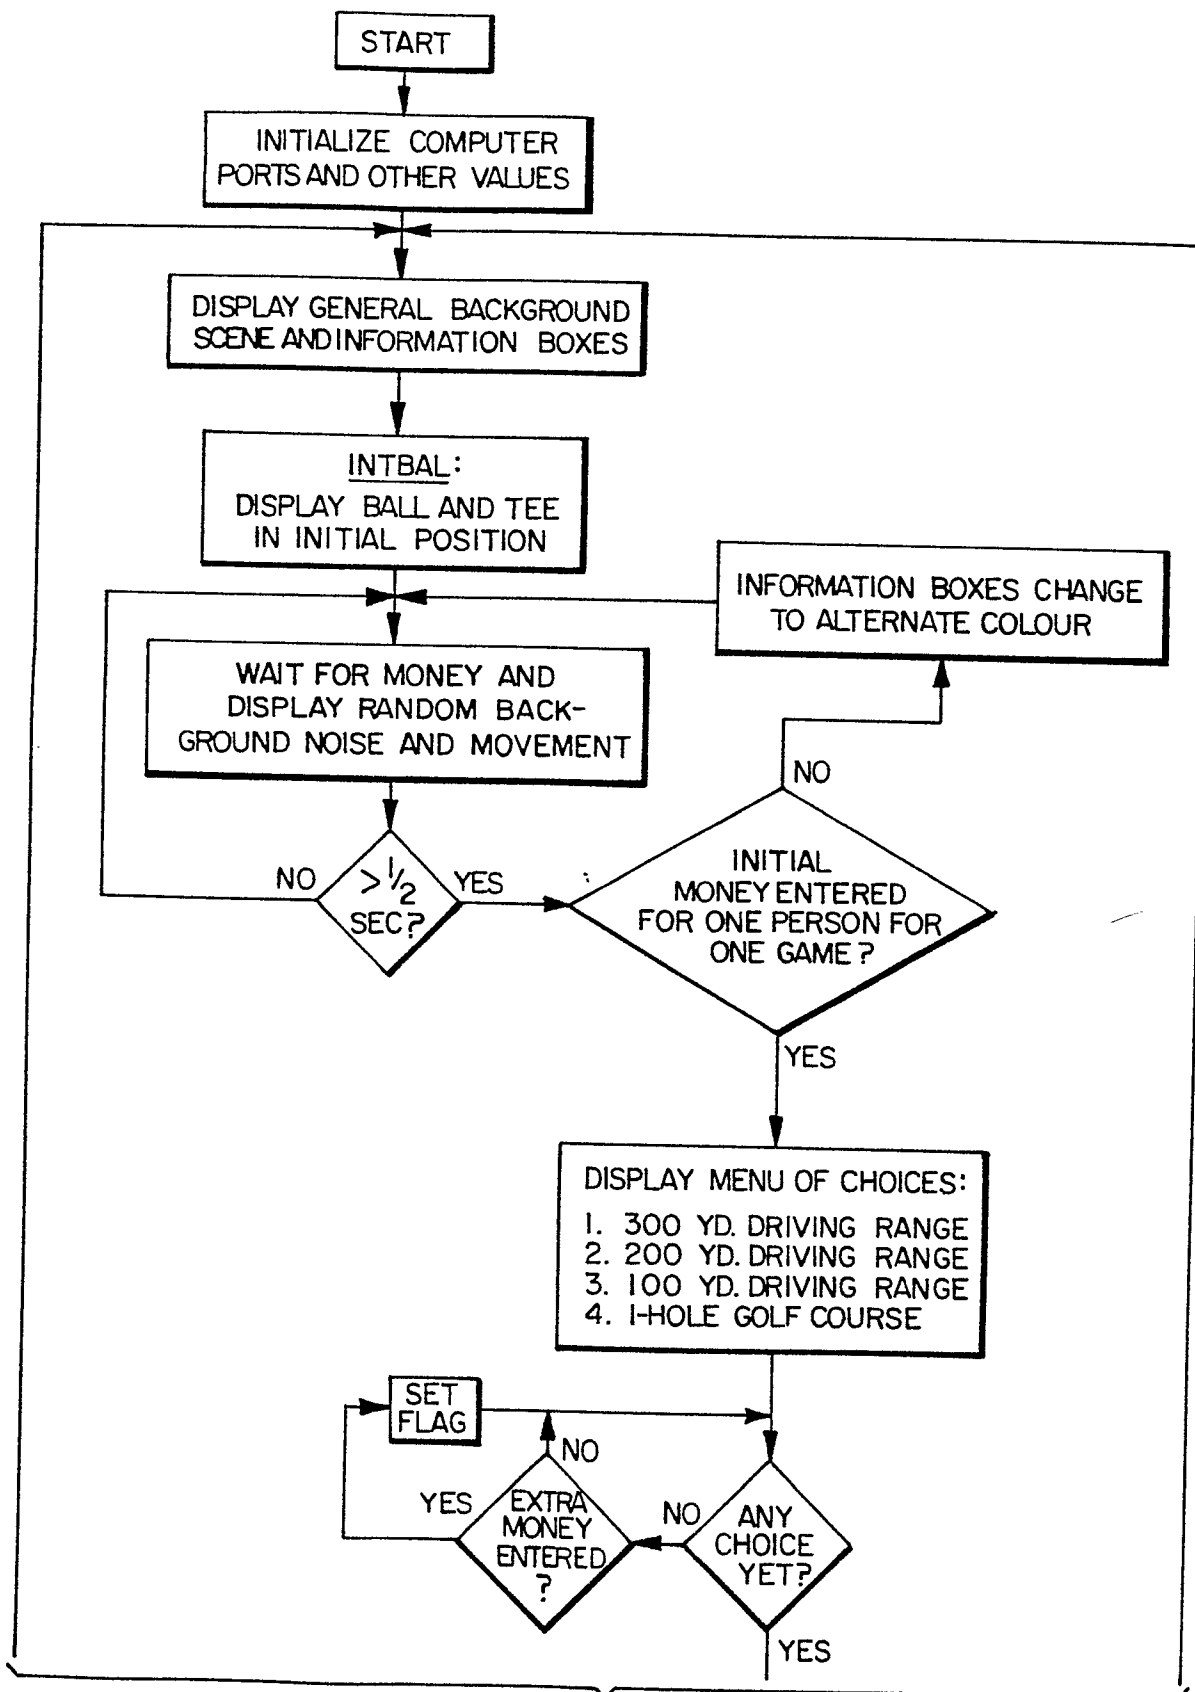 START
INITIALIZE COMPUTER
PORTS AND OTHER VALUES
DISPLAY GENERAL BACKGROUND
SCENE AND INFORMATION BOXES
INTBAL:
DISPLAY BALL AND TEE
IN INITIAL POSITION
INFORMATION BOXES CHANGE
TO ALTERNATE COLOUR
WAIT FOR MONEY AND
DISPLAY RANDOM BACK-
GROUND NOISE AND MOVEMENT
NO
NO
> 1/2
SEC?
YES
INITIAL
MONEY ENTERED
FOR ONE PERSON FOR
ONE GAME?
YES
DISPLAY MENU OF CHOICES:
1. 300 YD. DRIVING RANGE
2. 200 YD. DRIVING RANGE
3. 100 YD. DRIVING RANGE
4. 1-HOLE GOLF COURSE
SET
FLAG
NO
YES
EXTRA
MONEY
ENTERED
?
NO
ANY
CHOICE
YET?
YES